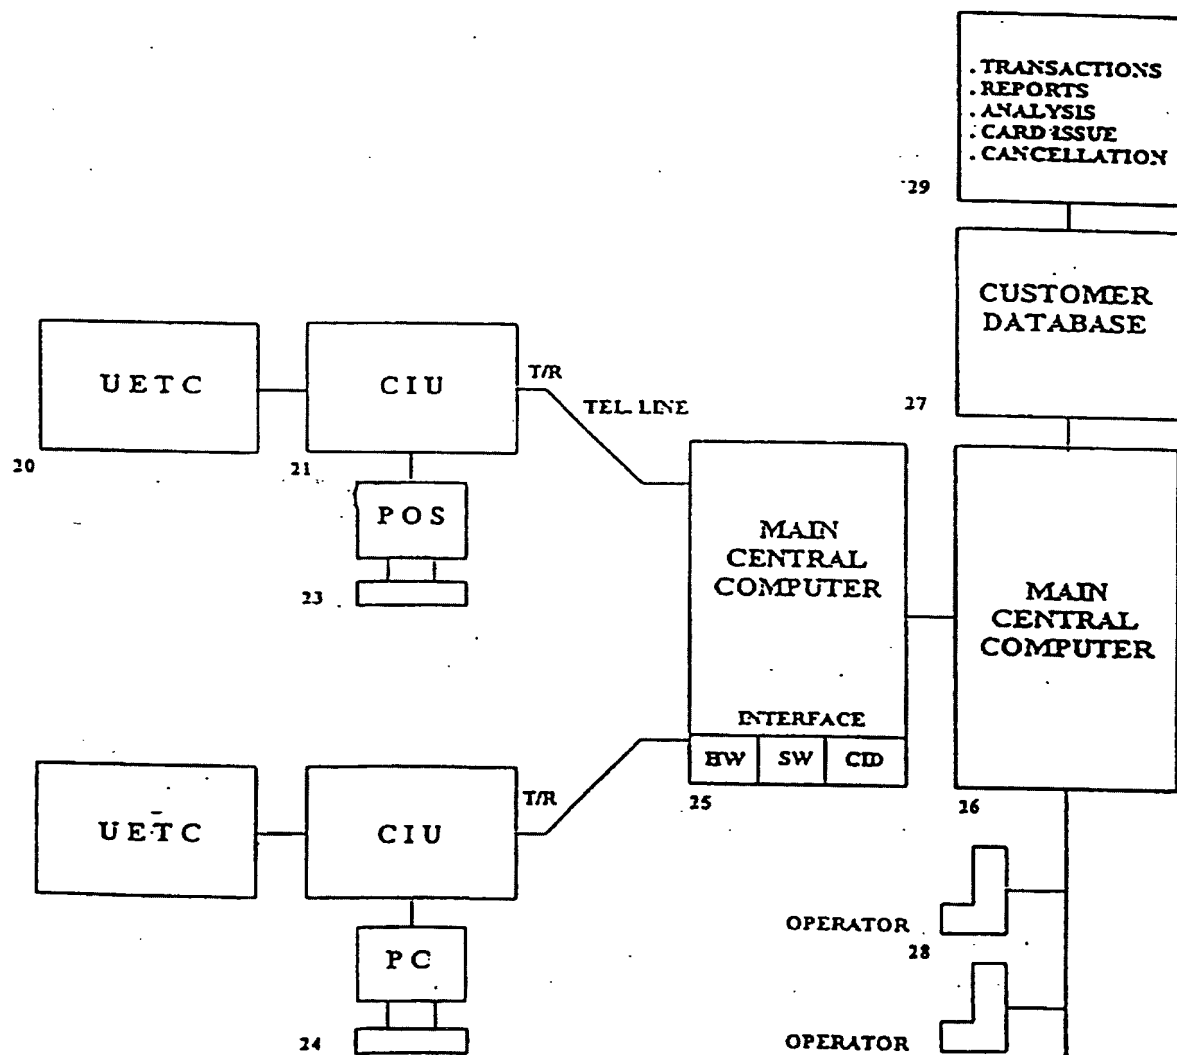 . TRANSACTIONS
. REPORTS
. ANALYSIS
. CARD ISSUE
. CANCELLATION
29
CUSTOMER
DATABASE
27
UETC
20
CIU
21
T/R
TEL. LINE
POS
23
MAIN
CENTRAL
COMPUTER
INTERFACE
HW SW CID
25
MAIN
CENTRAL
COMPUTER
26
UETC
CIU
T/R
PC
24
OPERATOR
28
OPERATOR